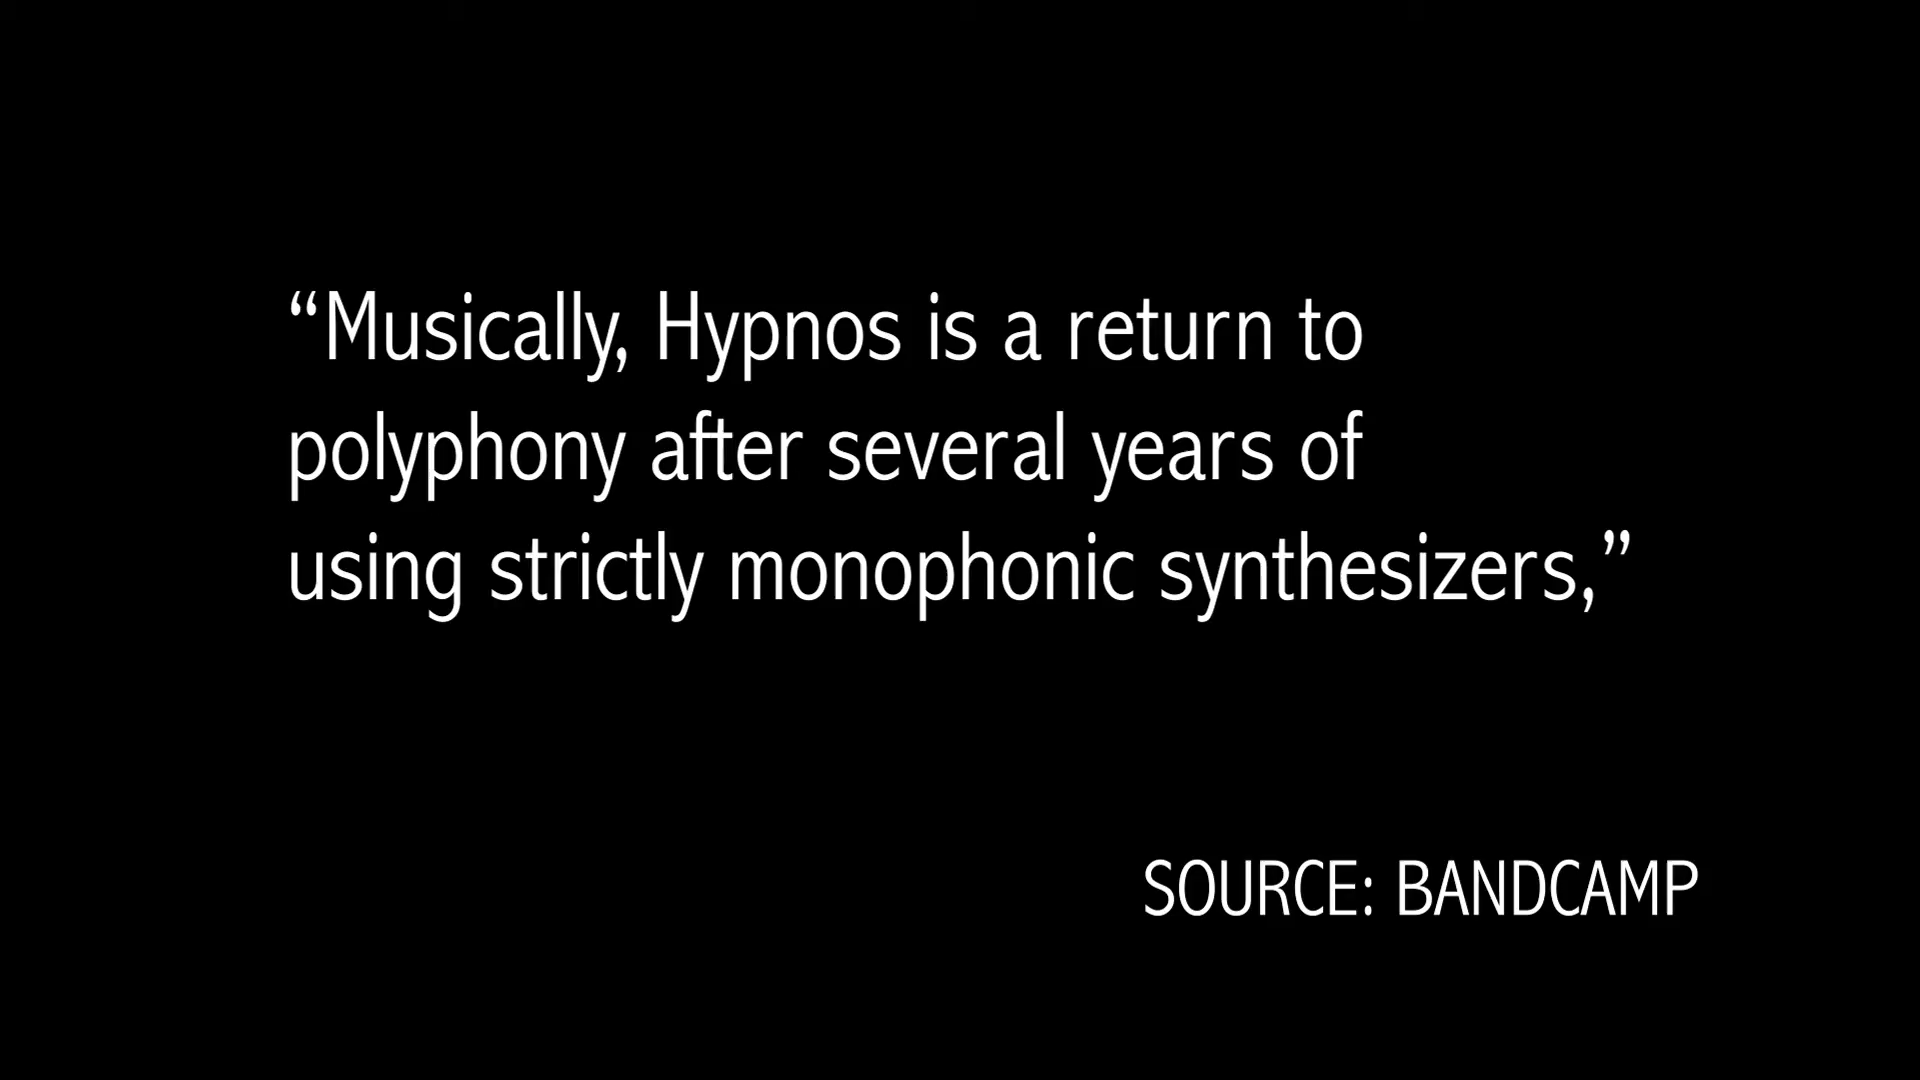 “Musically, Hypnos is a return to
polyphony after several years of
using strictly monophonic synthesizers,”
SOURCE: BANDCAMP